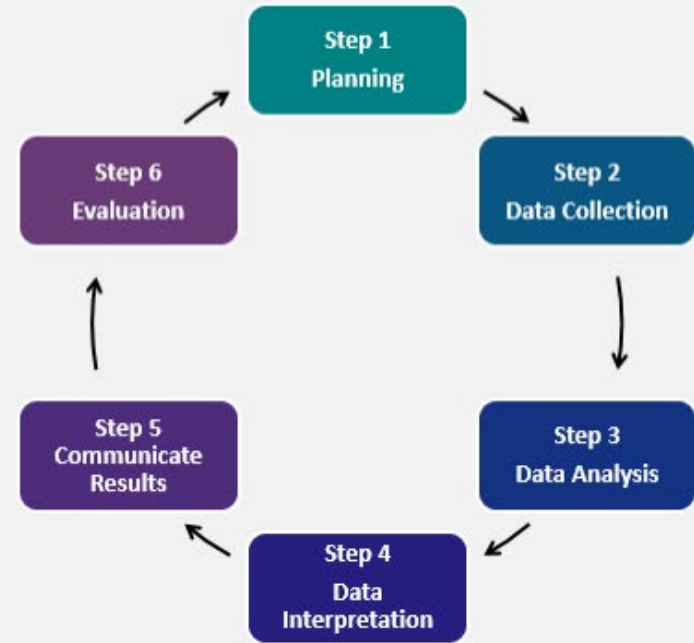 Step 1
Planning
Step 2
Data Collection
Step 3
Data Analysis
Step 4
Data
Interpretation
Step 5
Communicate
Results
Step 6
Evaluation